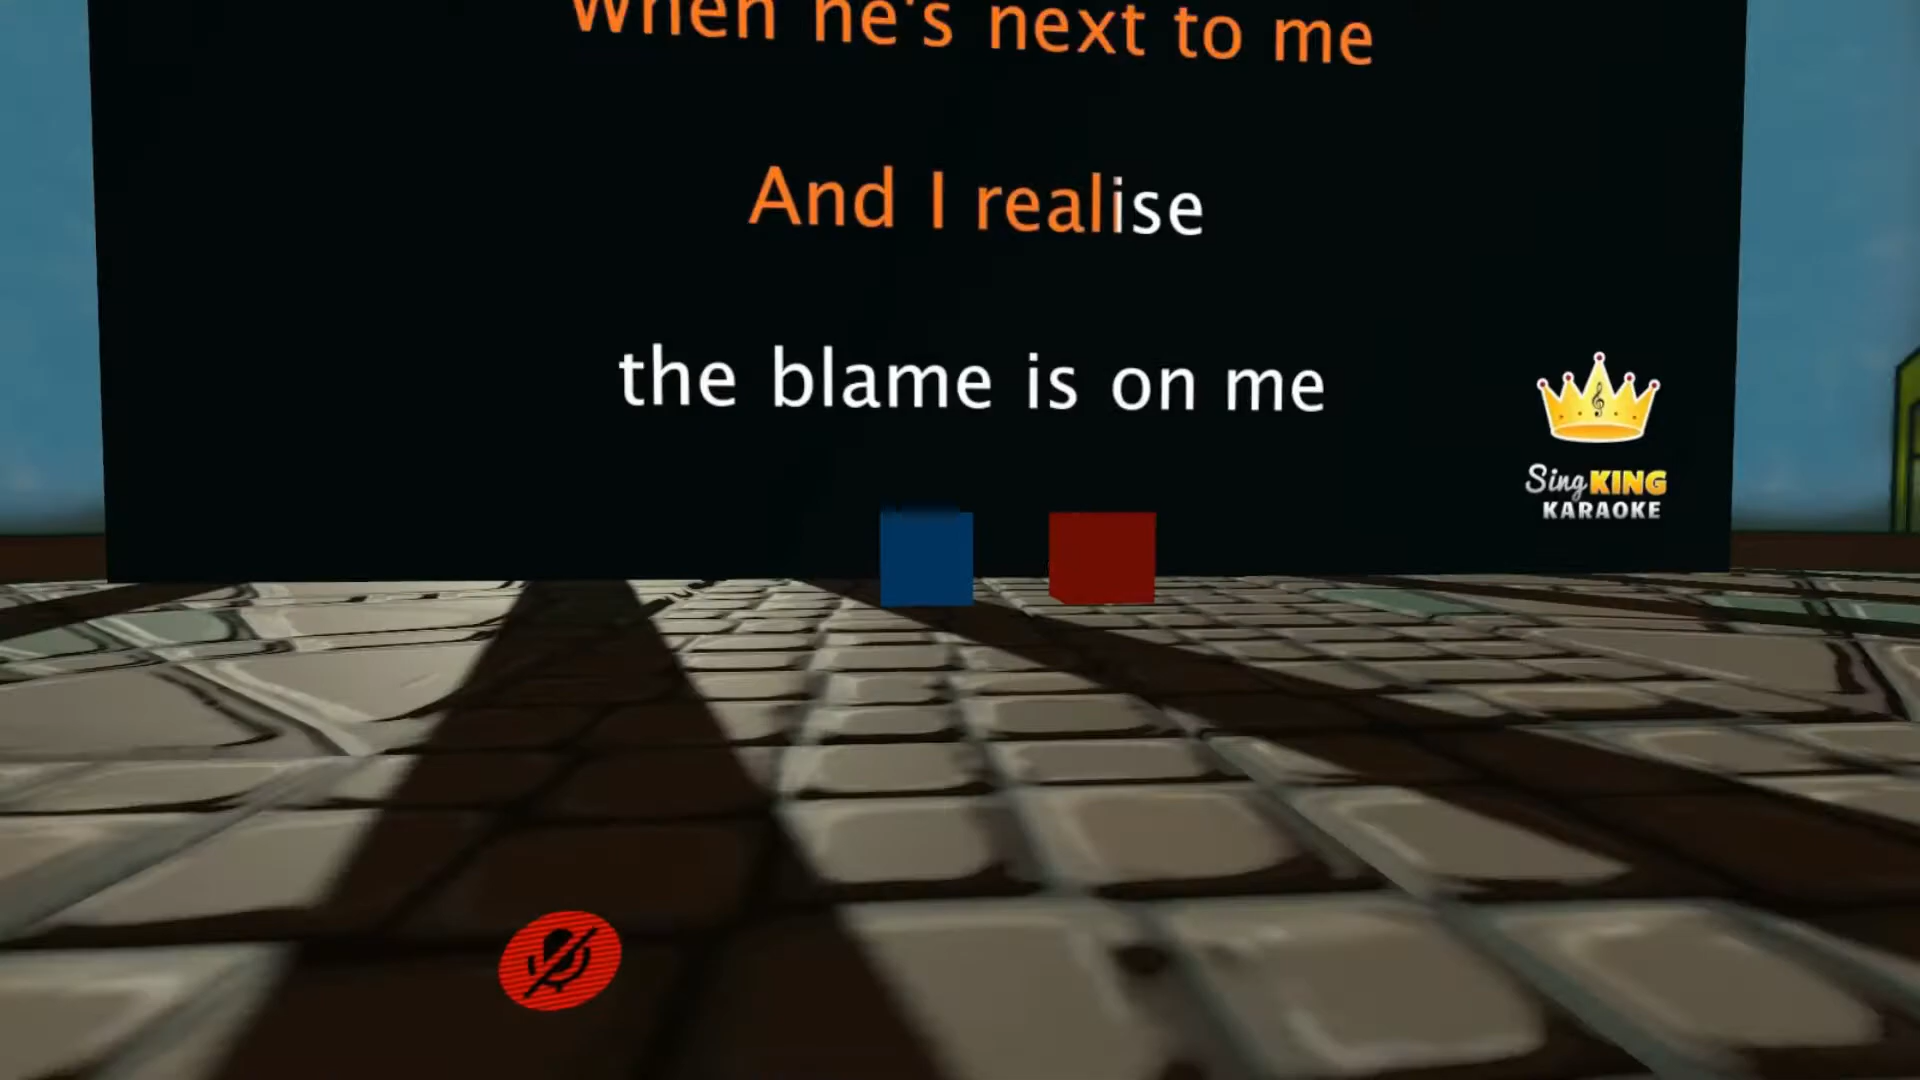 When he's next to me
And I realise
the blame is on me
Sing KING
KARAOKE